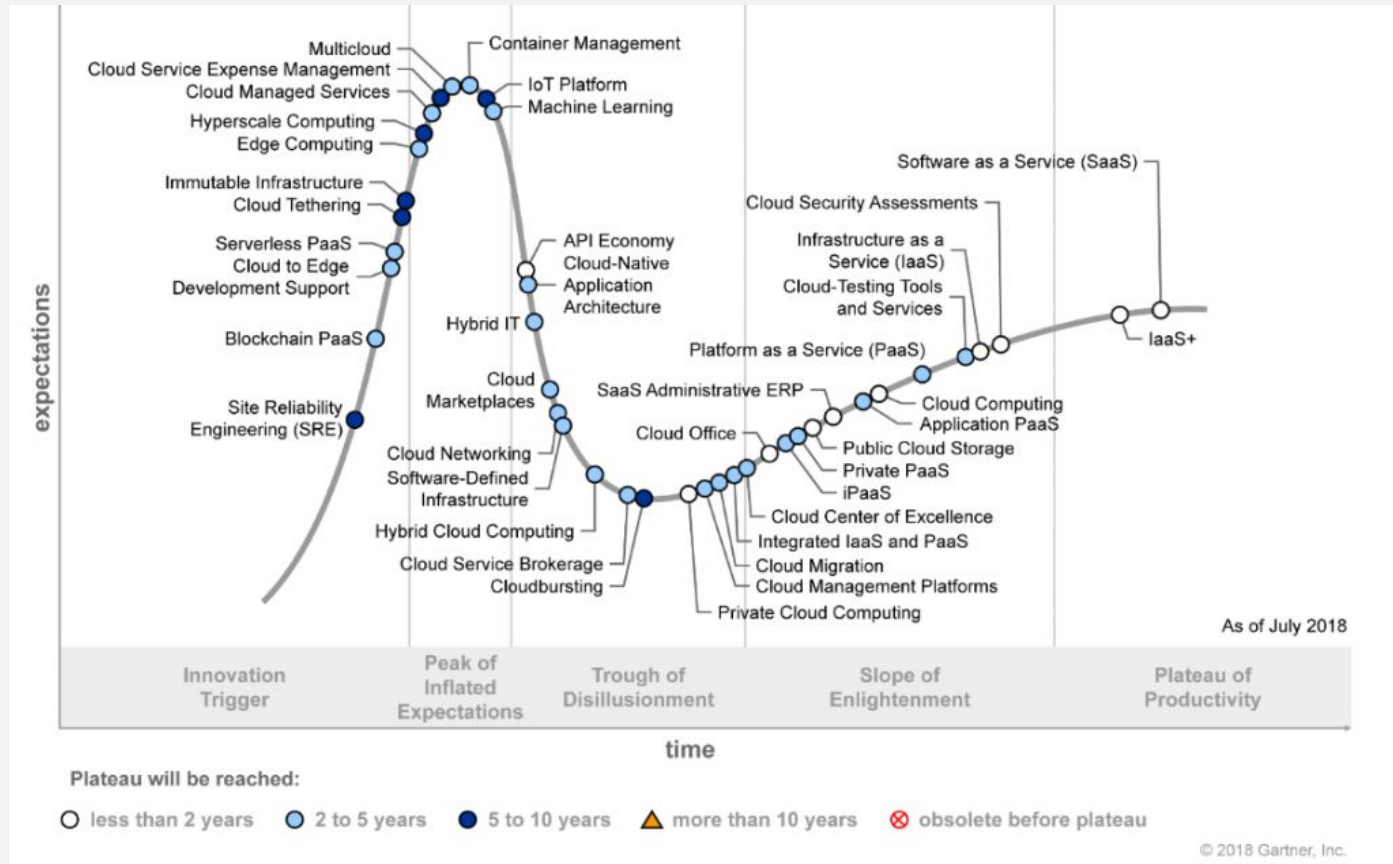 Multicloud
Cloud Service Expense Management
Cloud Managed Services
Hyperscale Computing
Edge Computing
Immutable Infrastructure
Cloud Tethering
Serverless PaaS
Cloud to Edge
Development Support
Blockchain PaaS
Site Reliability
Engineering (SRE)
Container Management
IoT Platform
Machine Learning
API Economy
Cloud-Native
Application
Architecture
Hybrid IT
Cloud
Marketplaces
Cloud Networking
Software-Defined
Infrastructure
Hybrid Cloud Computing
Cloud Service Brokerage
Cloudbursting
Software as a Service (SaaS)
Cloud Security Assessments
Infrastructure as a
Service (IaaS)
Cloud-Testing Tools
and Services
Platform as a Service (PaaS)
SaaS Administrative ERP
Cloud Office
IaaS+
Cloud Computing
Application PaaS
Public Cloud Storage
Private PaaS
iPaaS
Cloud Center of Excellence
Integrated IaaS and PaaS
Cloud Migration
Cloud Management Platforms
Private Cloud Computing
As of July 2018
expectations
Innovation
Trigger
Peak of
Inflated
Expectations
Trough of
Disillusionment
Slope of
Enlightenment
Plateau of
Productivity
time
Plateau will be reached:
less than 2 years
2 to 5 years
5 to 10 years
more than 10 years
obsolete before plateau
© 2018 Gartner, Inc.